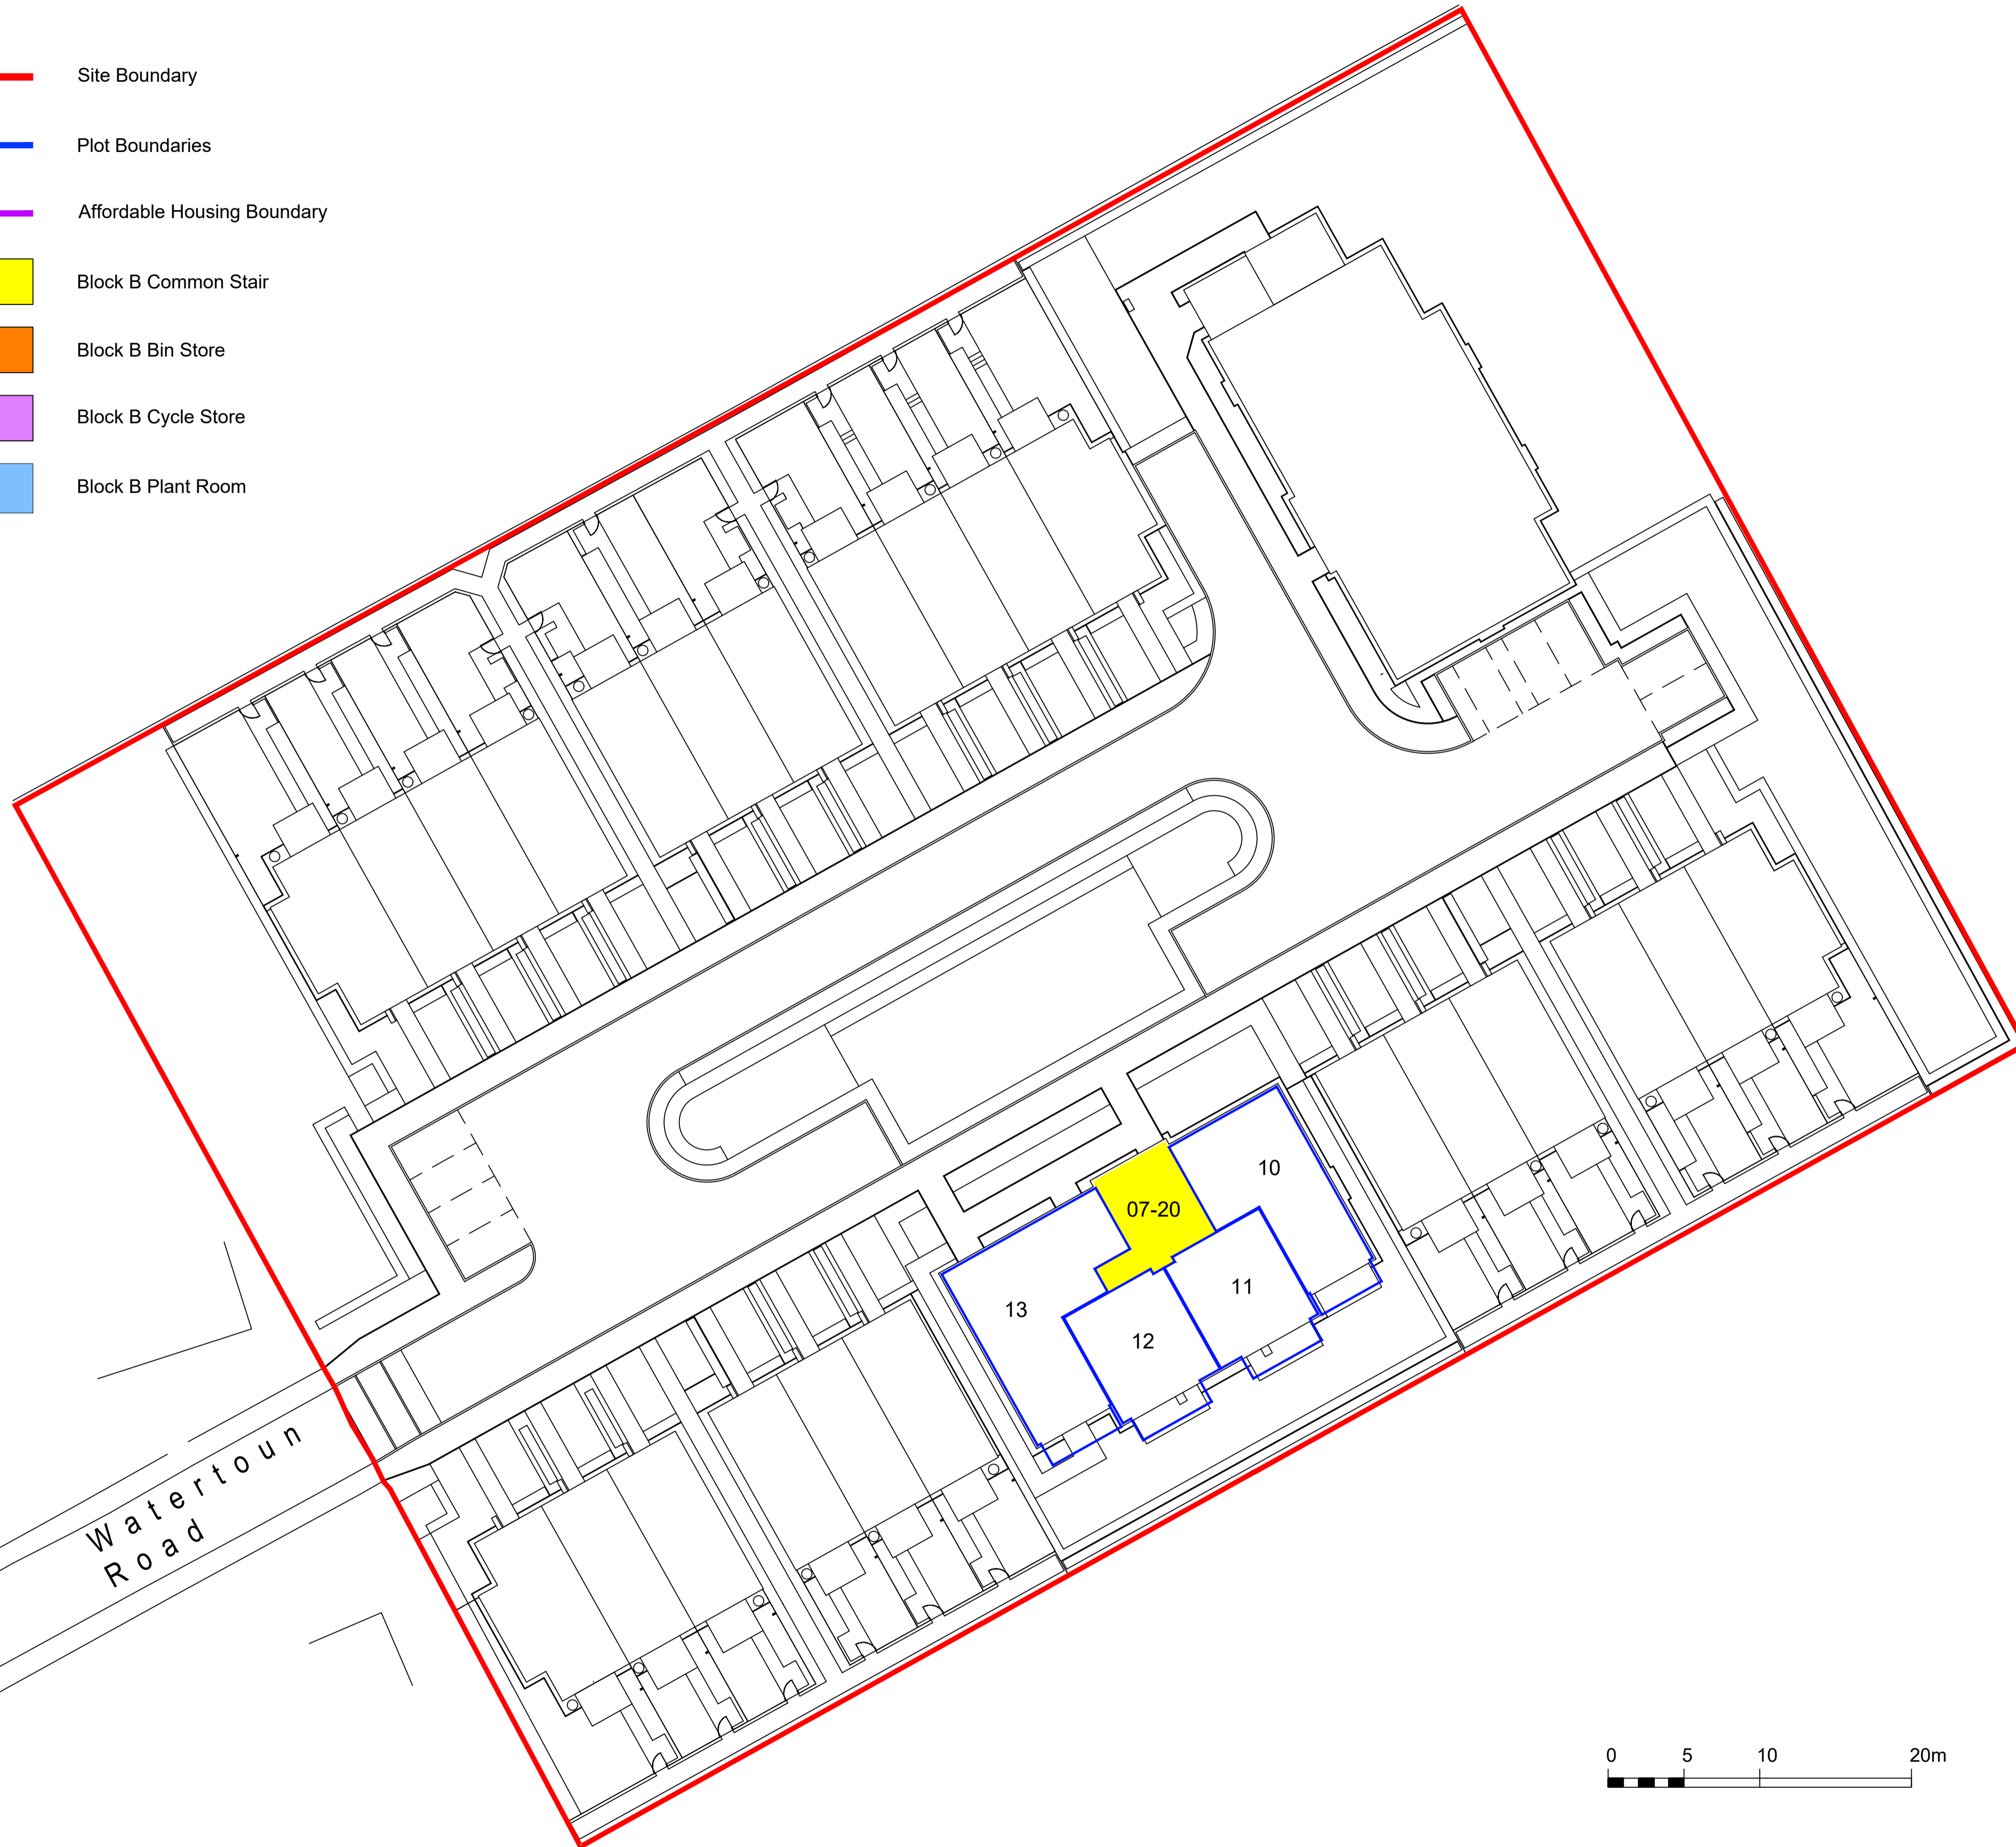 Site Boundary
Plot Boundaries
Affordable Housing Boundary
Block B Common Stair
Block B Bin Store
Block B Cycle Store
Block B Plant Room
10
07-20
11
13
12
Watertoun
Road
0 5 10 20m